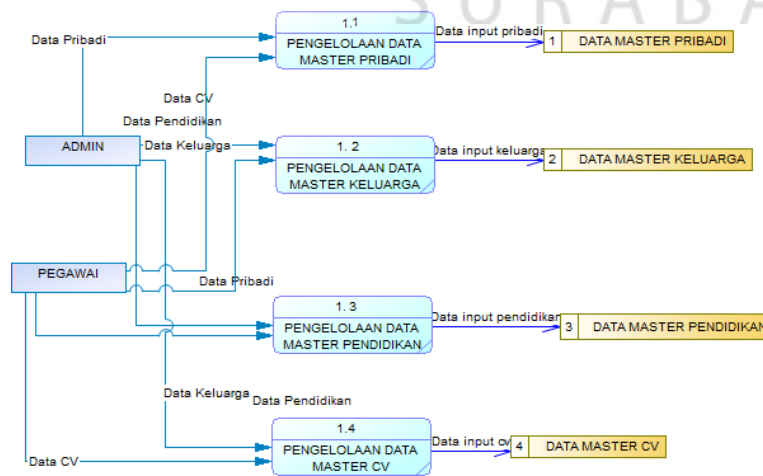 SURABA
1.1
Data Pribadi
PENGELOLAAN DATA
MASTER PRIBADI
Data input pribadi
1 DATA MASTER PRIBADI
Data CV
Data Pendidikan
ADMIN
Data Keluarga
1. 2
PENGELOLAAN DATA
MASTER KELUARGA
Data input keluarga
2 DATA MASTER KELUARGA
PEGAWAI
Data Pribadi
1. 3
PENGELOLAAN DATA
MASTER PENDIDIKAN
Data input pendidikan
3 DATA MASTER PENDIDIKAN
Data Keluarga
Data Pendidikan
1.4
PENGELOLAAN DATA
MASTER CV
Data input cv
4 DATA MASTER CV
Data CV